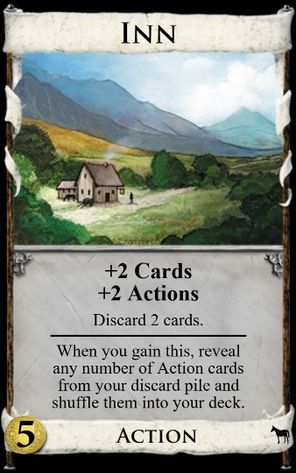 INN
+2 Cards
+2 Actions
Discard 2 cards.
When you gain this, reveal
any number of Action cards
from your discard pile and
shuffle them into your deck.
5
ACTION